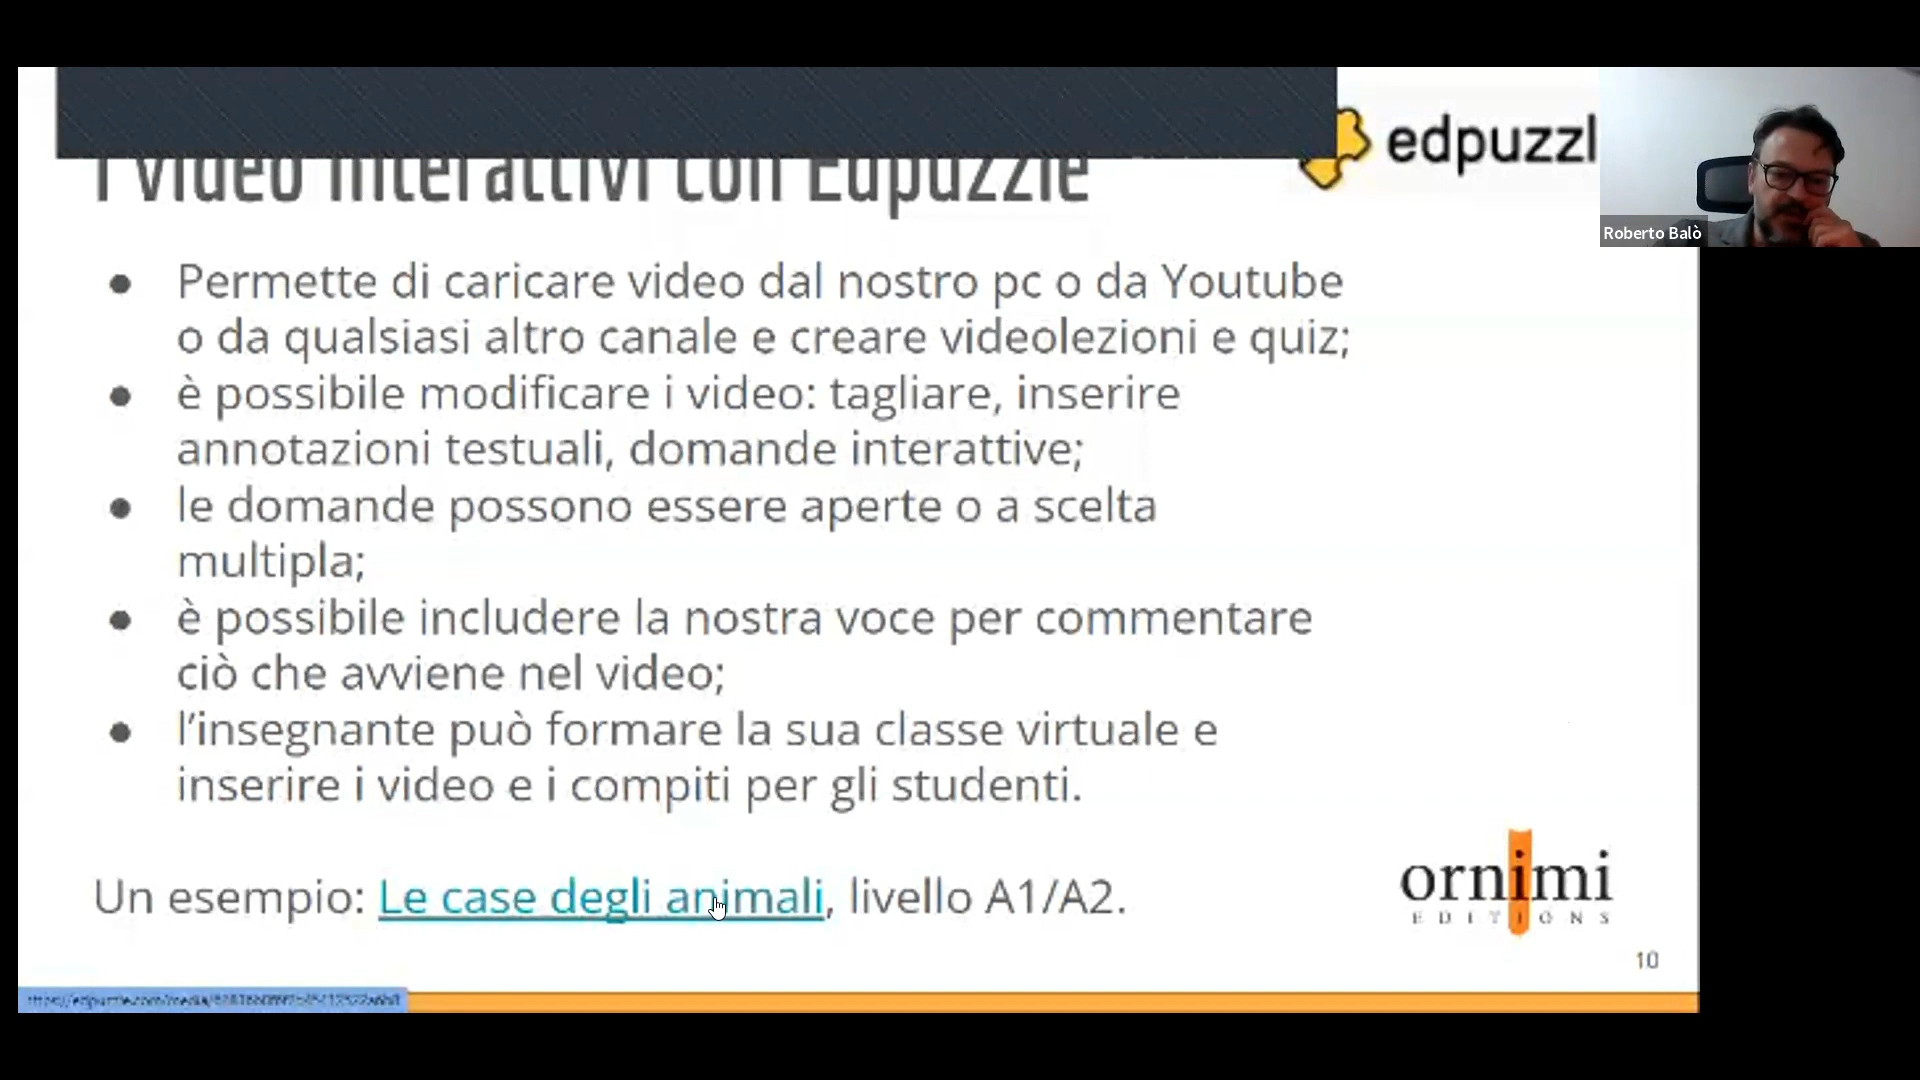 I video interattivi con Edpuzzle
edpuzzl
Roberto Balò
● Permette di caricare video dal nostro pc o da Youtube
o da qualsiasi altro canale e creare videolezioni e quiz;
● è possibile modificare i video: tagliare, inserire
annotazioni testuali, domande interattive;
● le domande possono essere aperte o a scelta
multipla;
● è possibile includere la nostra voce per commentare
ciò che avviene nel video;
● l’insegnante può formare la sua classe virtuale e
inserire i video e i compiti per gli studenti.
Un esempio: Le case degli animali, livello A1/A2.
ornimi
EDITIONS
10